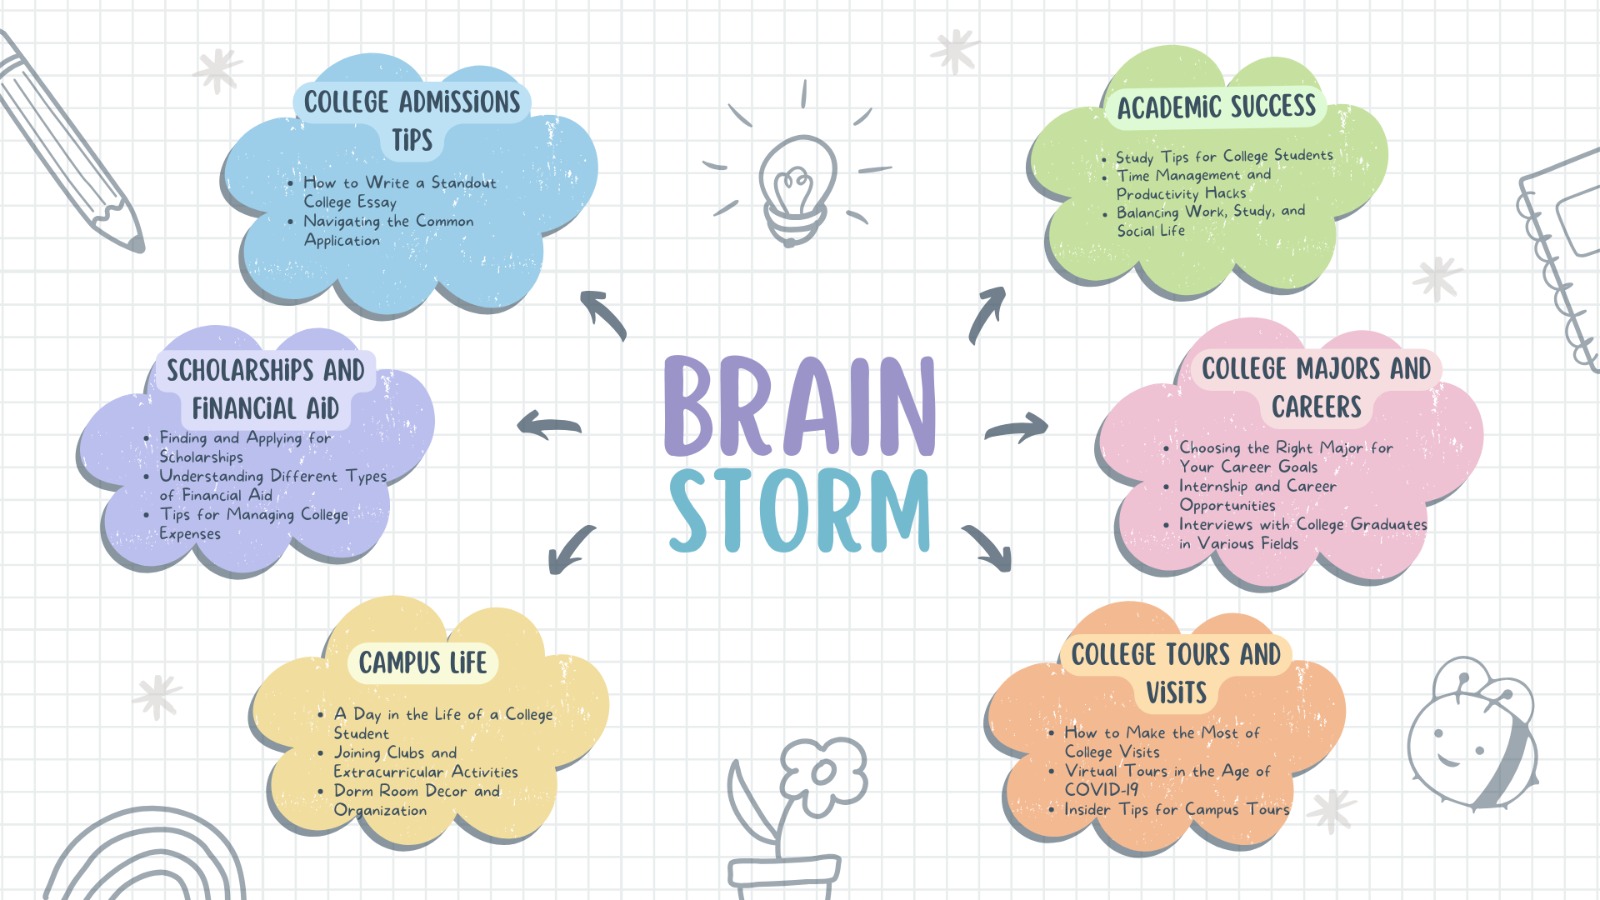 COLLEGE ADMISSIONS
TIPS
• How to Write a Standout
College Essay
• Navigating the Common
Application
SCHOLARSHIPS AND
FINANCIAL AID
• Finding and Applying for
Scholarships
• Understanding Different Types
of Financial Aid
• Tips for Managing College
Expenses
CAMPUS LIFE
• A Day in the Life of a College
Student
• Joining Clubs and
Extracurricular Activities
• Dorm Room Decor and
Organization
BRAIN
STORM
ACADEMIC SUCCESS
• Study Tips for College Students
• Time Management and
Productivity Hacks
• Balancing Work, Study, and
Social Life
COLLEGE MAJORS AND
CAREERS
• Choosing the Right Major for
Your Career Goals
• Internship and Career
Opportunities
• Interviews with College Graduates
in Various Fields
COLLEGE TOURS AND
VISITS
• How to Make the Most of
College Visits
• Virtual Tours in the Age of
COVID-19
• Insider Tips for Campus Tours